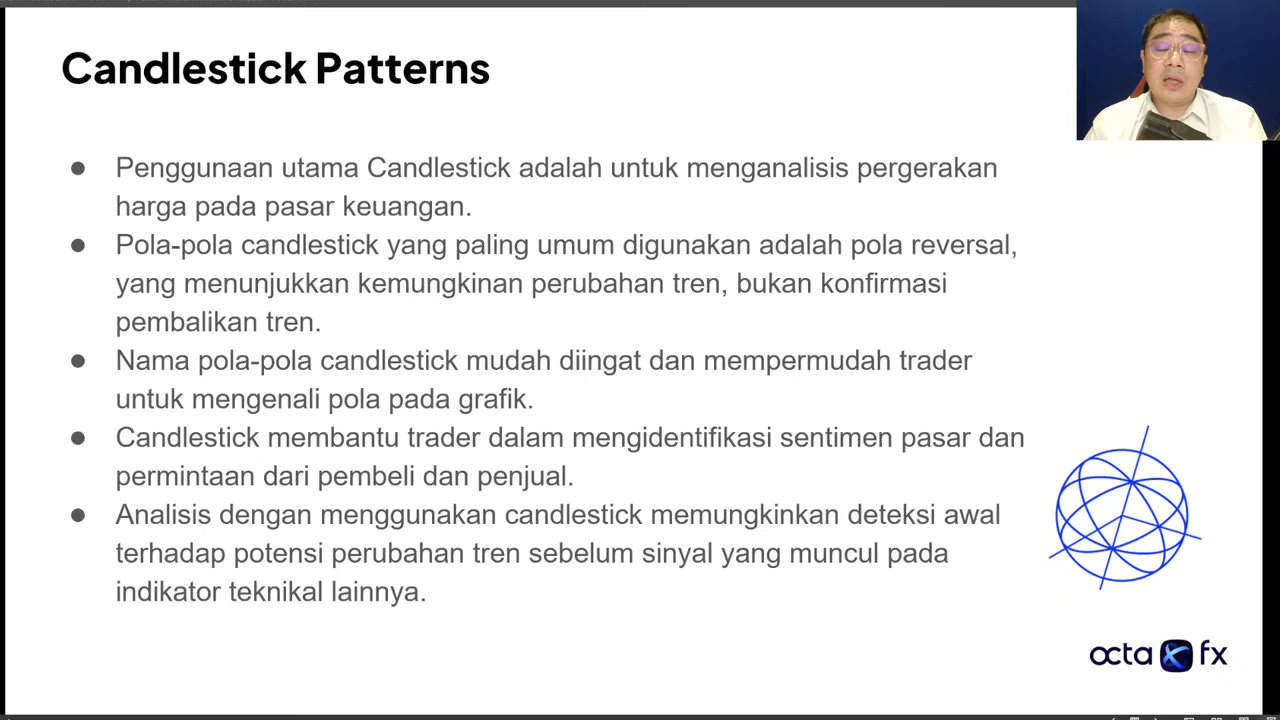 Candlestick Patterns
● Penggunaan utama Candlestick adalah untuk menganalisis pergerakan
harga pada pasar keuangan.
● Pola-pola candlestick yang paling umum digunakan adalah pola reversal,
yang menunjukkan kemungkinan perubahan tren, bukan konfirmasi
pembalikan tren.
● Nama pola-pola candlestick mudah diingat dan mempermudah trader
untuk mengenali pola pada grafik.
● Candlestick membantu trader dalam mengidentifikasi sentimen pasar dan
permintaan dari pembeli dan penjual.
● Analisis dengan menggunakan candlestick memungkinkan deteksi awal
terhadap potensi perubahan tren sebelum sinyal yang muncul pada
indikator teknikal lainnya.
octa fx